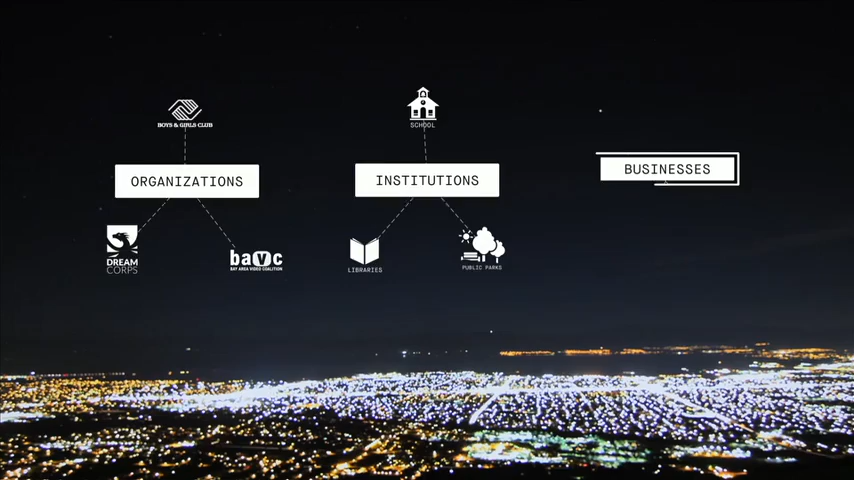 BOYS & GIRLS CLUB
SCHOOL
BUSINESSES
ORGANIZATIONS
INSTITUTIONS
DREAM
CORPS
bavc
BAY AREA VIDEO COALITION
LIBRARIES
PUBLIC PARKS